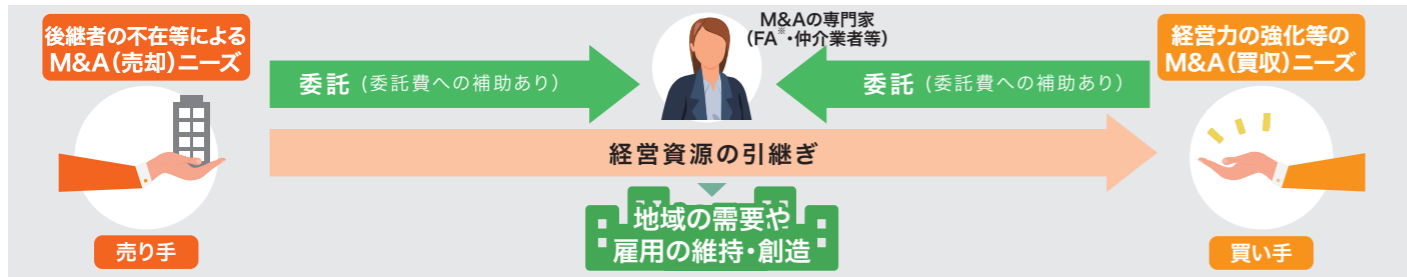 後継者の不在等による
M&A(売却)ニーズ
売り手
委託 (委託費への補助あり)
M&Aの専門家
(FA※・仲介業者等)
委託 (委託費への補助あり)
経営資源の引継ぎ
地域の需要や
雇用の維持・創造
経営力の強化等の
M&A(買収)ニーズ
買い手